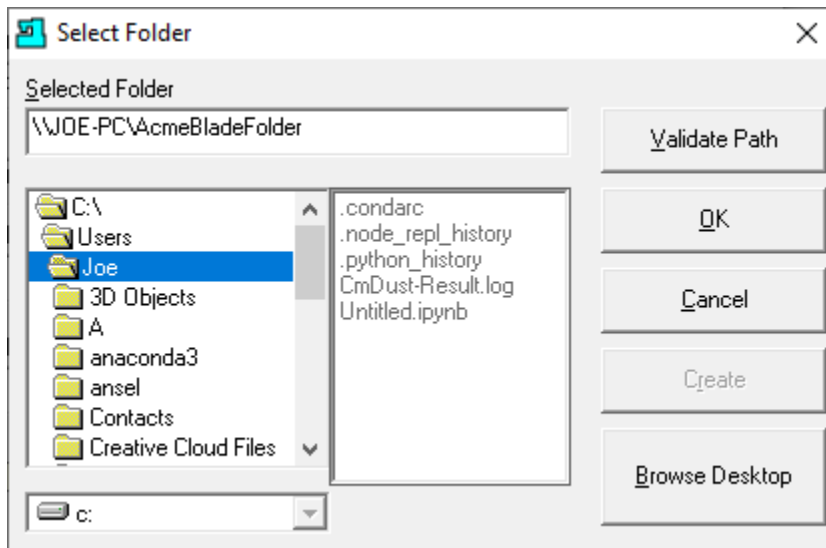 Select Folder
Selected Folder
\\JOE-PC\AcmeBladeFolder
Validate Path
C:\
Users
Joe
3D Objects
A
anaconda3
ansel
Contacts
Creative Cloud Files
.condarc
.node_repl_history
.python_history
CmDust-Result.log
Untitled.ipynb
OK
Cancel
Create
Browse Desktop
c: